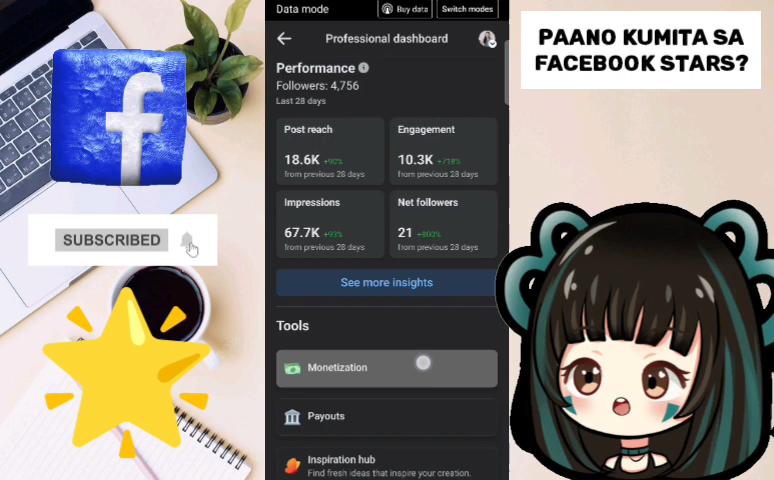 Data mode
Buy data
Switch modes
Professional dashboard
Performance
Followers: 4,756
Last 28 days
Post reach
18.6K +90%
from previous 28 days
Engagement
10.3K +718%
from previous 28 days
Impressions
67.7K +93%
from previous 28 days
Net followers
21 +800%
from previous 28 days
See more insights
Tools
Monetization
Payouts
Inspiration hub
Find fresh ideas that inspire your creation.
f
SUBSCRIBED
PAANO KUMITA SA
FACEBOOK STARS?